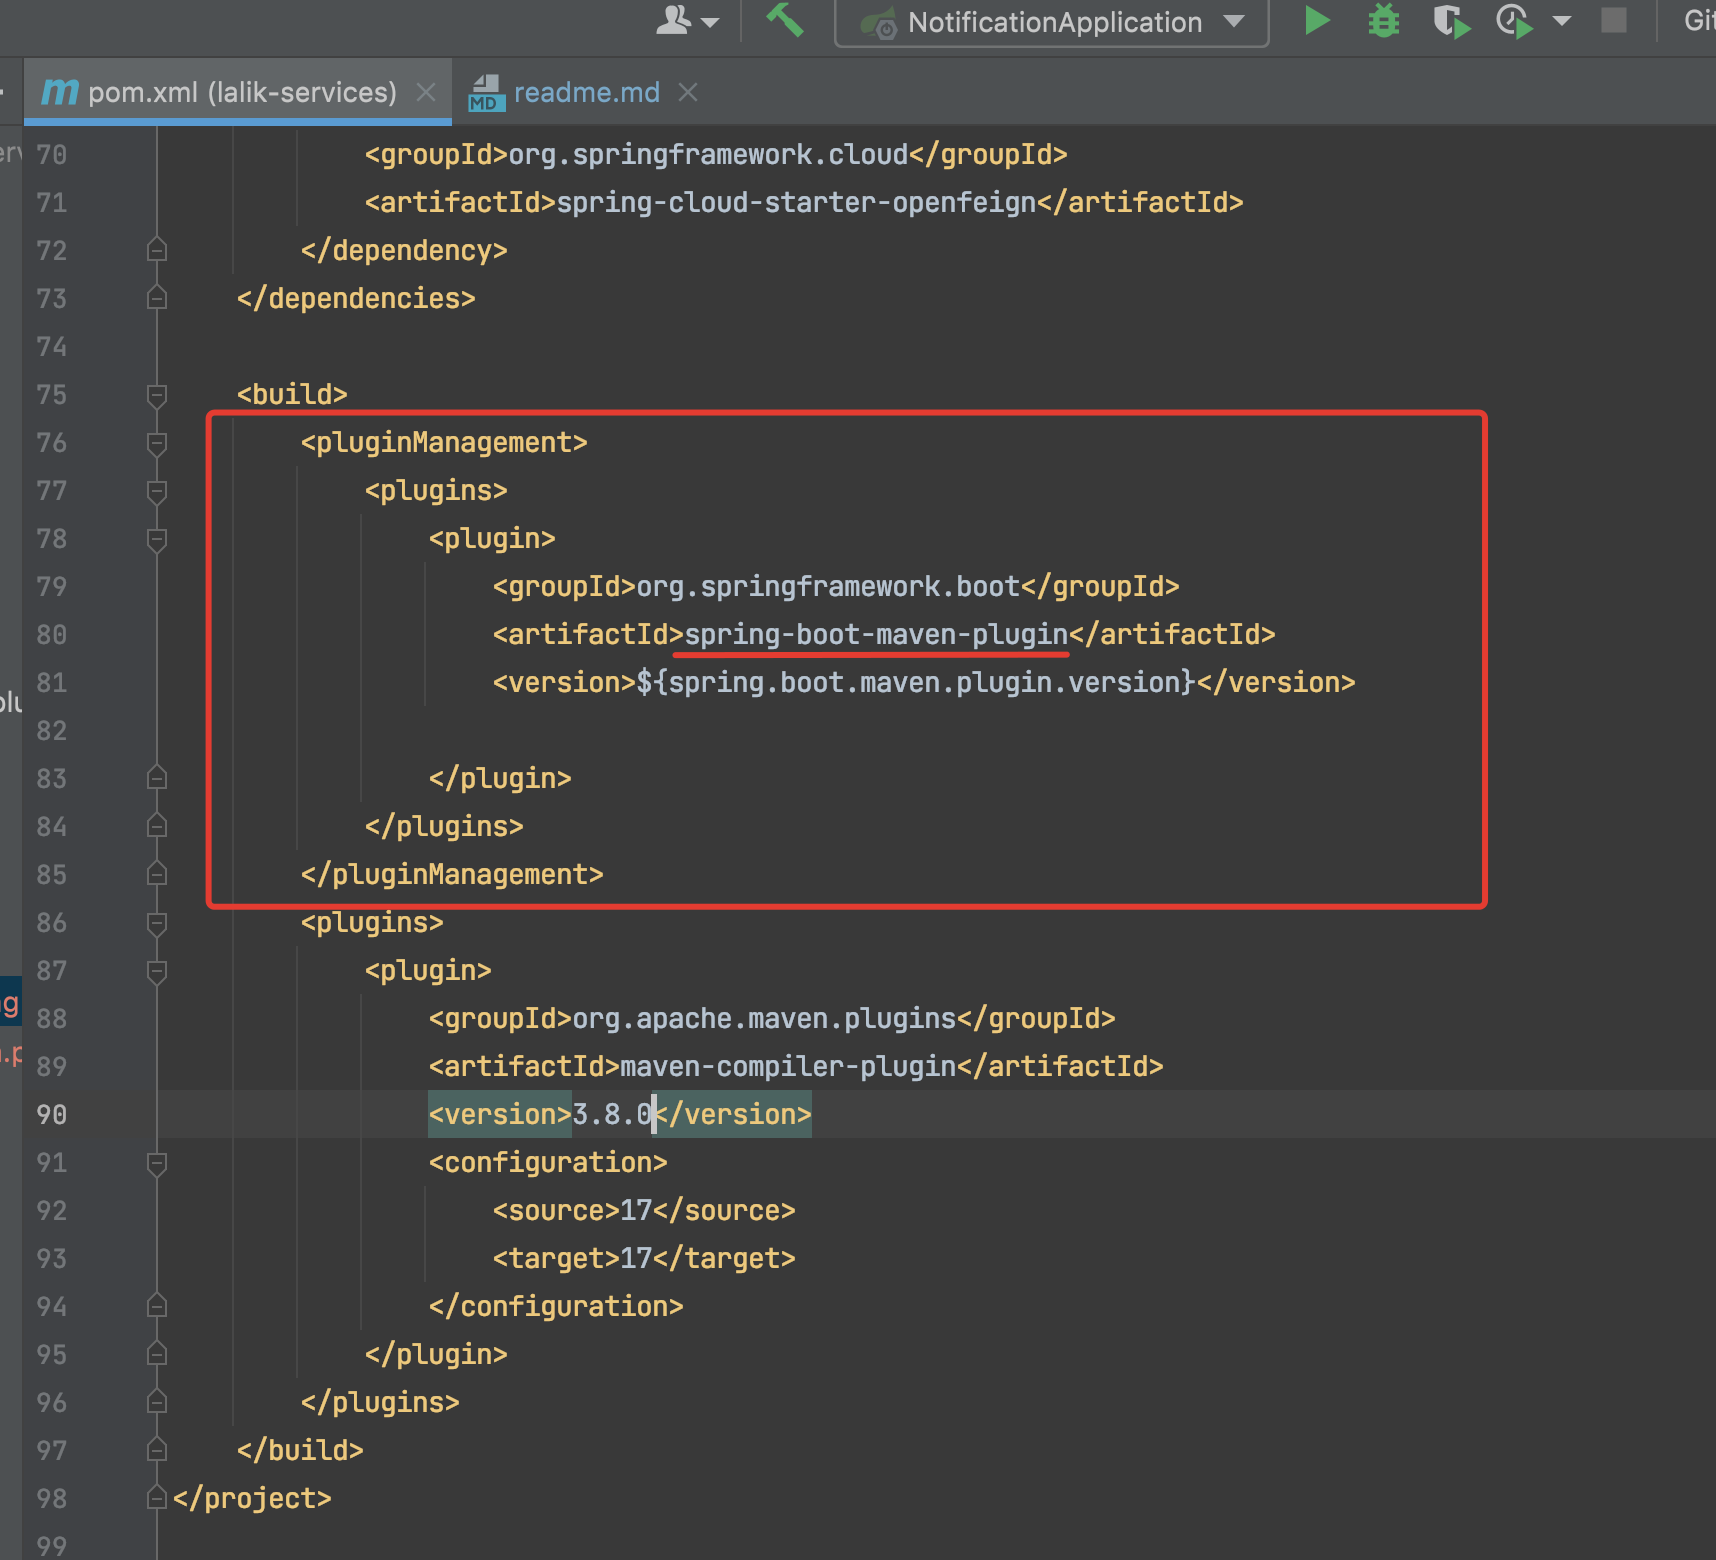 NotificationApplication
Git
pom.xml (lalik-services)
readme.md
70 <groupId>org.springframework.cloud</groupId>
71 <artifactId>spring-cloud-starter-openfeign</artifactId>
72 </dependency>
73 </dependencies>
74
75 <build>
76 <pluginManagement>
77 <plugins>
78 <plugin>
79 <groupId>org.springframework.boot</groupId>
80 <artifactId>spring-boot-maven-plugin</artifactId>
81 <version>${spring.boot.maven.plugin.version}</version>
82
83 </plugin>
84 </plugins>
85 </pluginManagement>
86 <plugins>
87 <plugin>
88 <groupId>org.apache.maven.plugins</groupId>
89 <artifactId>maven-compiler-plugin</artifactId>
90 <version>3.8.0</version>
91 <configuration>
92 <source>17</source>
93 <target>17</target>
94 </configuration>
95 </plugin>
96 </plugins>
97 </build>
98 </project>
99